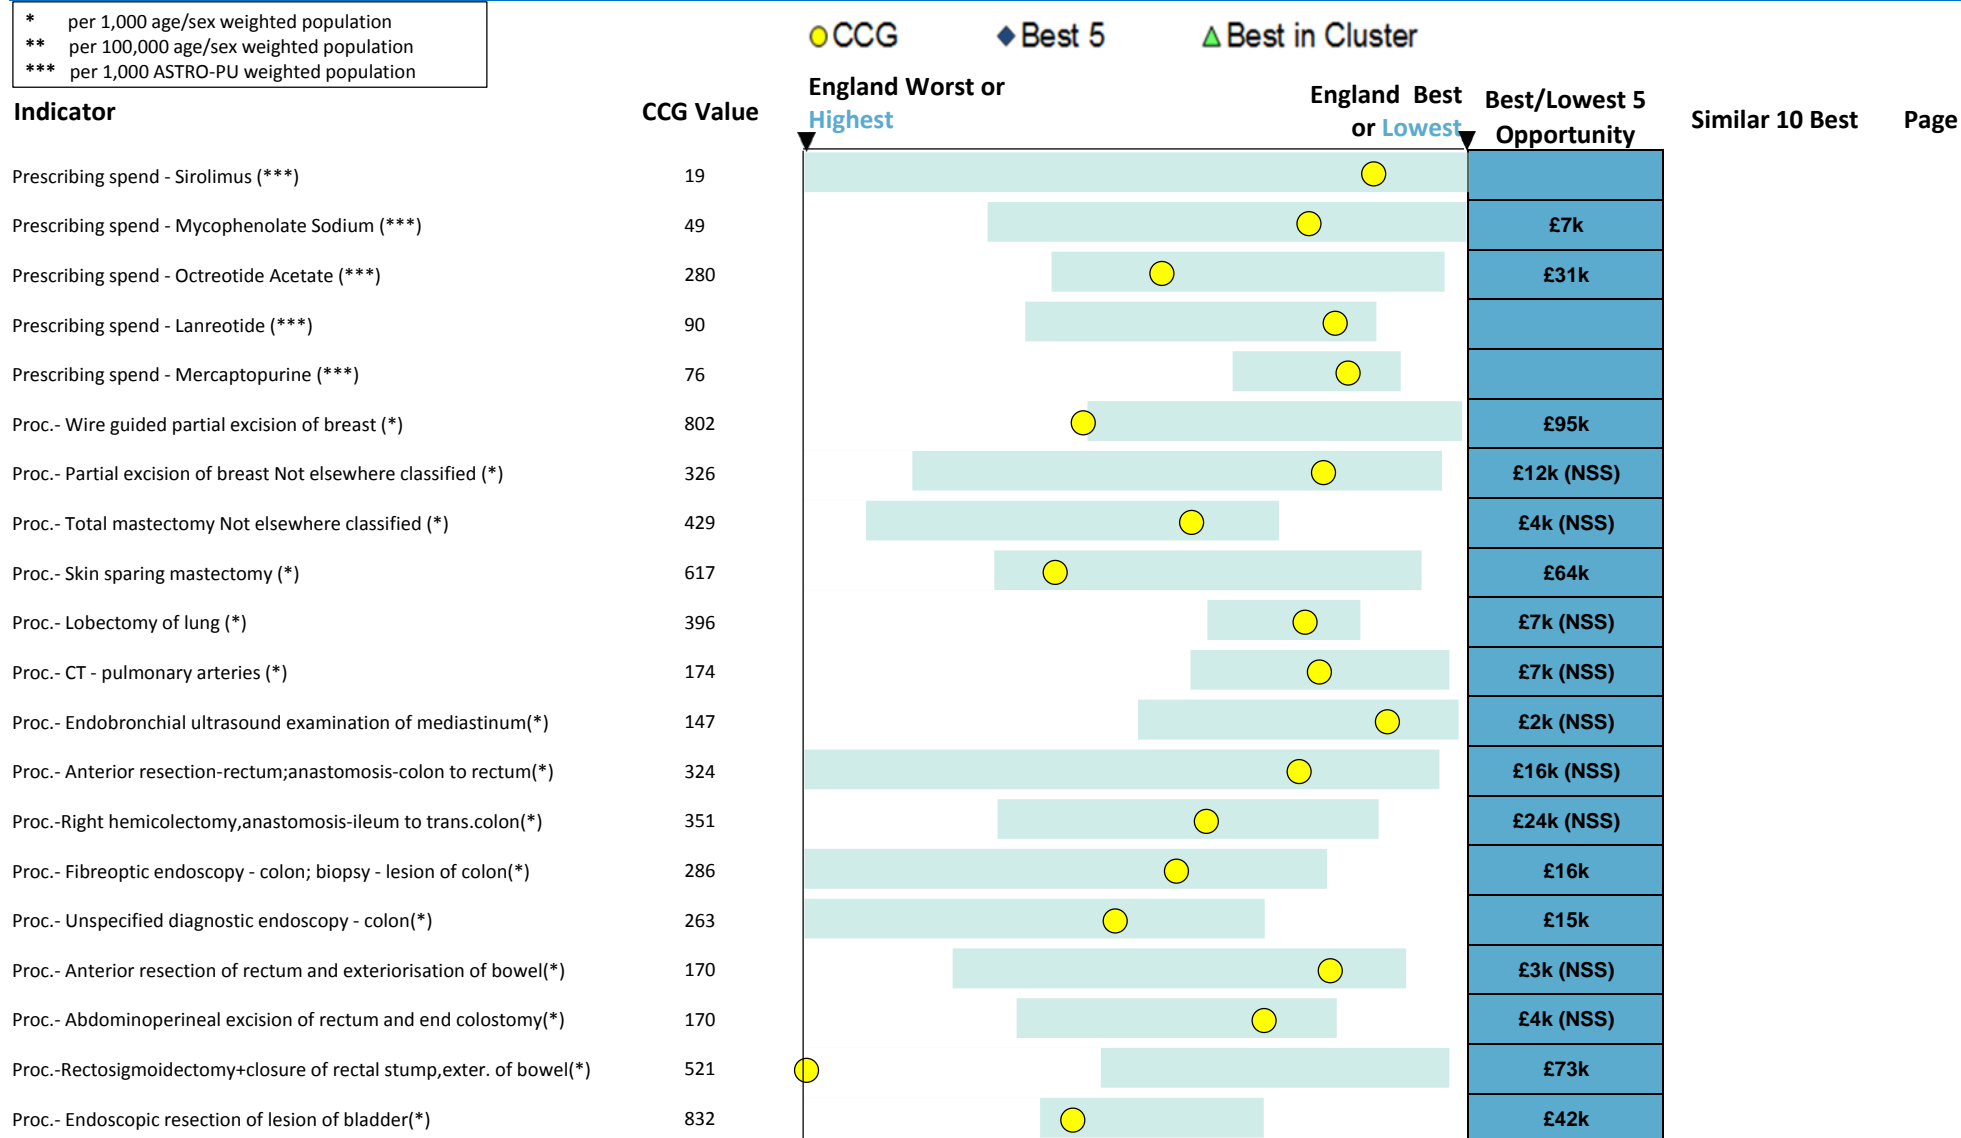 * per 1,000 age/sex weighted population
** per 100,000 age/sex weighted population
*** per 1,000 ASTRO-PU weighted population
CCG Best 5 Best in Cluster
Indicator CCG Value England Worst or Highest England Best or Lowest Best/Lowest 5 Opportunity Similar 10 Best Page
Prescribing spend - Sirolimus (***) 19
Prescribing spend - Mycophenolate Sodium (***) 49 £7k
Prescribing spend - Octreotide Acetate (***) 280 £31k
Prescribing spend - Lanreotide (***) 90
Prescribing spend - Mercaptopurine (***) 76
Proc.- Wire guided partial excision of breast (*) 802 £95k
Proc.- Partial excision of breast Not elsewhere classified (*) 326 £12k (NSS)
Proc.- Total mastectomy Not elsewhere classified (*) 429 £4k (NSS)
Proc.- Skin sparing mastectomy (*) 617 £64k
Proc.- Lobectomy of lung (*) 396 £7k (NSS)
Proc.- CT - pulmonary arteries (*) 174 £7k (NSS)
Proc.- Endobronchial ultrasound examination of mediastinum(*) 147 £2k (NSS)
Proc.- Anterior resection-rectum;anastomosis-colon to rectum(*) 324 £16k (NSS)
Proc.-Right hemicolectomy,anastomosis-ileum to trans.colon(*) 351 £24k (NSS)
Proc.- Fibreoptic endoscopy - colon; biopsy - lesion of colon(*) 286 £16k
Proc.- Unspecified diagnostic endoscopy - colon(*) 263 £15k
Proc.- Anterior resection of rectum and exteriorisation of bowel(*) 170 £3k (NSS)
Proc.- Abdominoperineal excision of rectum and end colostomy(*) 170 £4k (NSS)
Proc.-Rectosigmoidectomy+closure of rectal stump,exter. of bowel(*) 521 £73k
Proc.- Endoscopic resection of lesion of bladder(*) 832 £42k